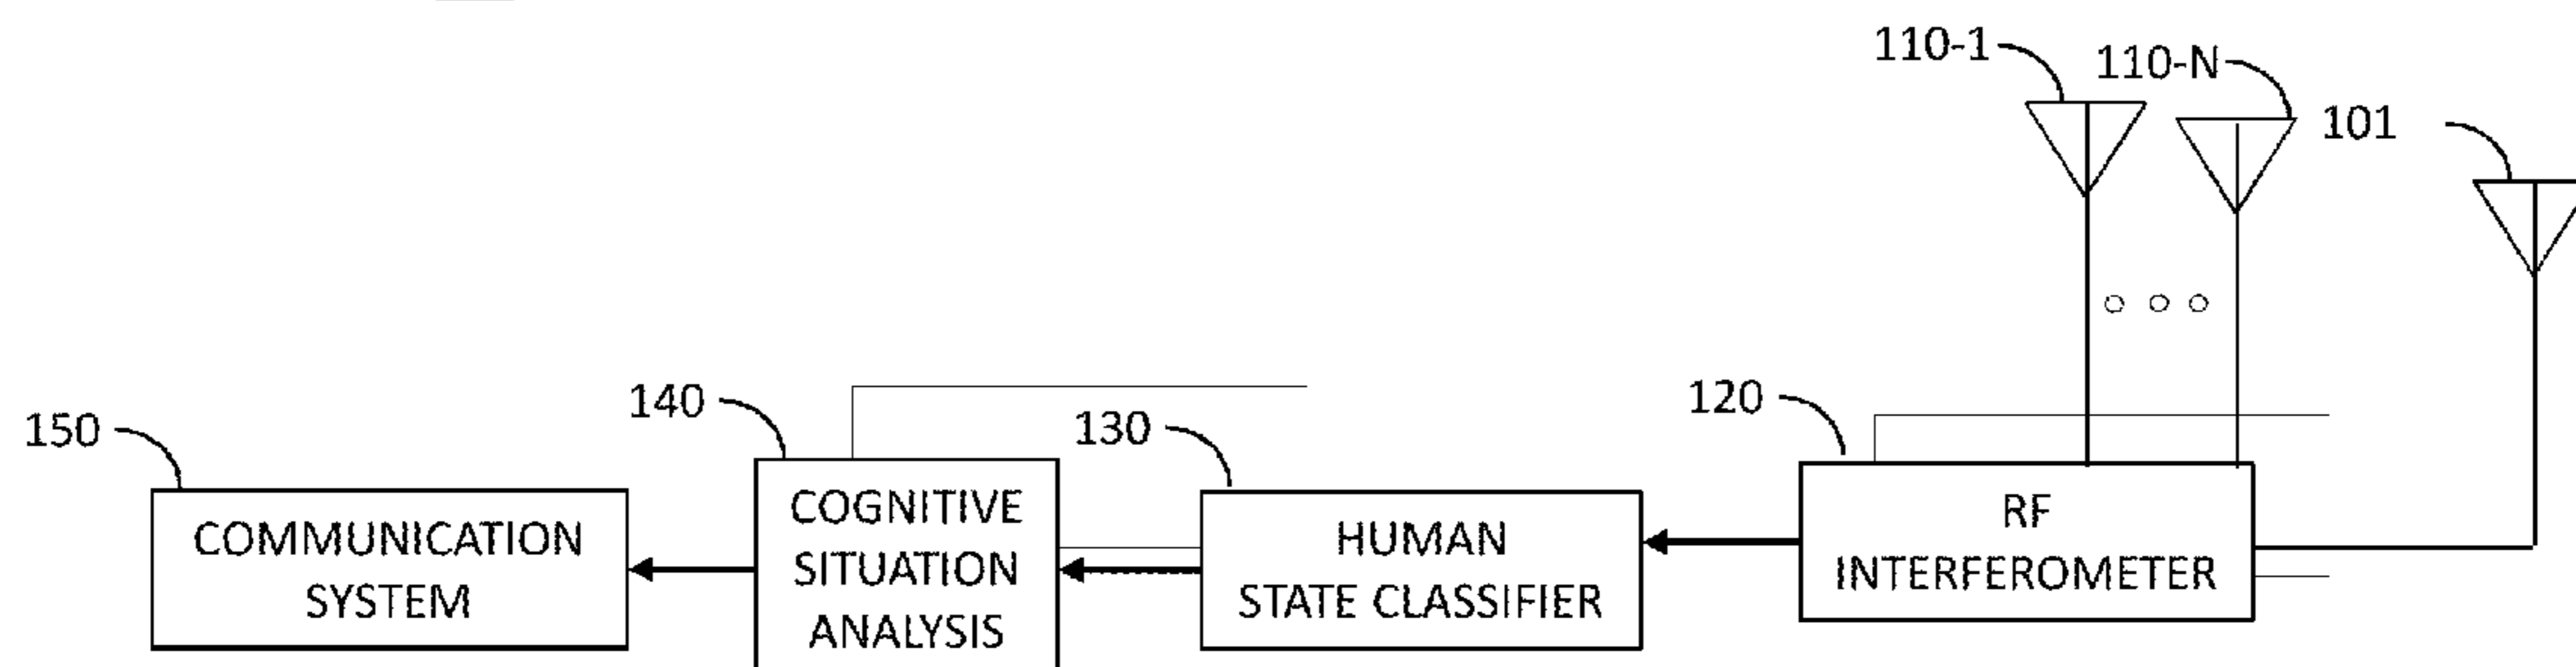 110-1
110-N
101
120
140
130
150
COGNITIVE
SITUATION
ANALYSIS
COMMUNICATION
SYSTEM
HUMAN
STATE CLASSIFIER
RF
INTERFEROMETER